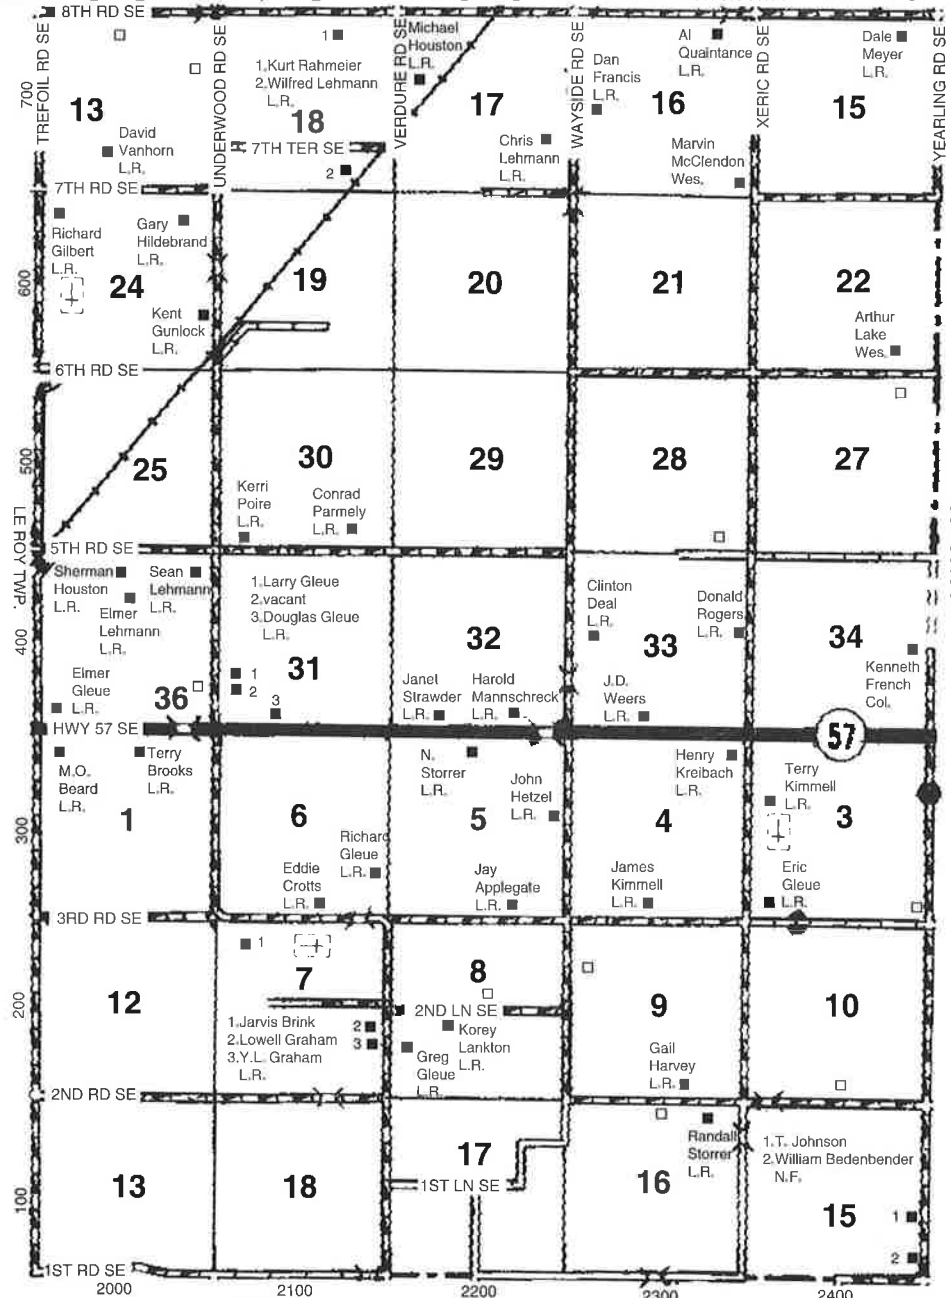 8TH RD SE
TREFOIL RD SE
UNDERWOOD RD SE
VERDURE RD SE
WAYSIDE RD SE
XERIC RD SE
YEARLING RD SE
700
13
David
Vanhorn
L.R.
1
1.Kurt Rahmeier
2.Wilfred Lehmann
L.R.
18
7TH TER SE
2
Michael
Houston
L.R.
17
Chris
Lehmann
L.R.
Dan
Francis
L.R.
Al
Quaintance
L.R.
16
Marvin
McClendon
Wes.
Dale
Meyer
L.R.
15
7TH RD SE
600
Richard
Gilbert
L.R.
Gary
Hildebrand
L.R.
24
Kent
Gunlock
L.R.
19
20
21
22
Arthur
Lake
Wes.
6TH RD SE
500
25
30
Kerri
Poire
L.R.
Conrad
Parmely
L.R.
29
28
27
LE ROY TWP.
5TH RD SE
400
Sherman
Houston
L.R.
Sean
Lehmann
L.R.
Elmer
Lehmann
L.R.
Elmer
Gleue
L.R.
36
1.Larry Gleue
2.vacant
3.Douglas Gleue
L.R.
31
1
2
3
32
Janet
Strawder
L.R.
Harold
Mannschreck
L.R.
Clinton
Deal
L.R.
33
Donald
Rogers
L.R.
J.D.
Weers
L.R.
34
Kenneth
French
Col.
HWY 57 SE
57
300
M.O.
Beard
L.R.
Terry
Brooks
L.R.
1
6
Richard
Gleue
L.R.
Eddie
Crotts
L.R.
N.
Storrer
L.R.
5
John
Hetzel
L.R.
Jay
Applegate
L.R.
Henry
Kreibach
L.R.
4
James
Kimmell
L.R.
Terry
Kimmell
L.R.
3
Eric
Gleue
L.R.
3RD RD SE
200
12
1
7
1.Jarvis Brink
2.Lowell Graham
3.Y.L. Graham
L.R.
2
3
8
2ND LN SE
Korey
Lankton
L.R.
Greg
Gleue
L.R.
9
Gail
Harvey
L.R.
10
2ND RD SE
100
13
18
17
1ST LN SE
16
Randall
Storrer
L.R.
1.T. Johnson
2.William Bedenbender
N.F.
15
1
2
1ST RD SE
2000
2100
2200
2300
2400